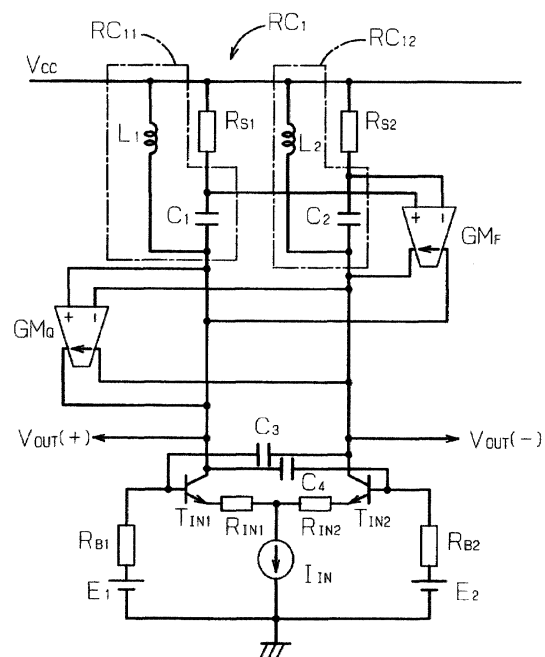 RC11 RC1 RC12
Vcc
L1 RS1 L2 RS2
C1 C2 + - GMF
+ - GMQ
C3
VOUT(+) VOUT(-)
C4
TIN1 RIN1 RIN2 TIN2
RB1 IIN RB2
E1 E2